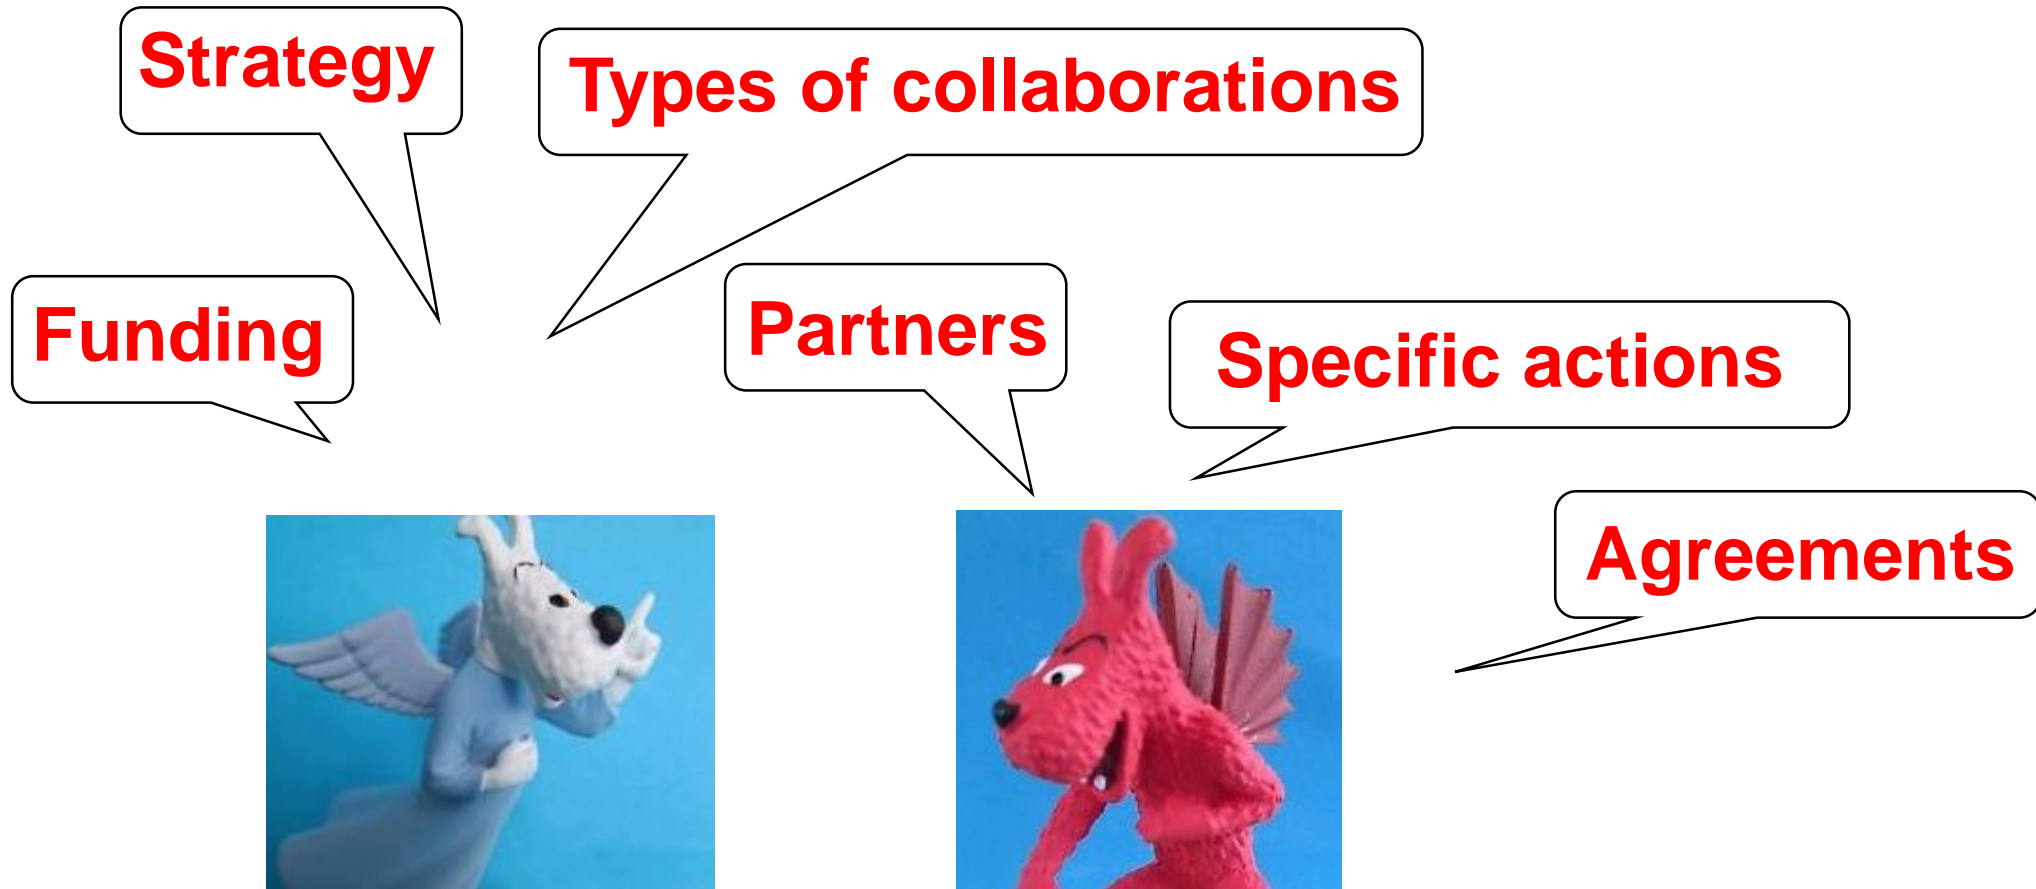 Strategy
Types of collaborations
Funding
Partners
Specific actions
Agreements